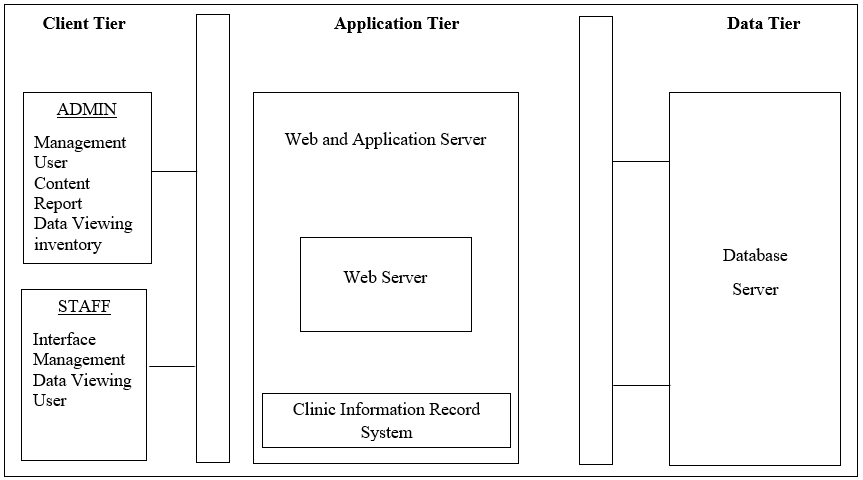 Client Tier
Application Tier
Data Tier
ADMIN
Management
User
Content
Report
Data Viewing
inventory
STAFF
Interface
Management
Data Viewing
User
Web and Application Server
Web Server
Clinic Information Record
System
Database
Server